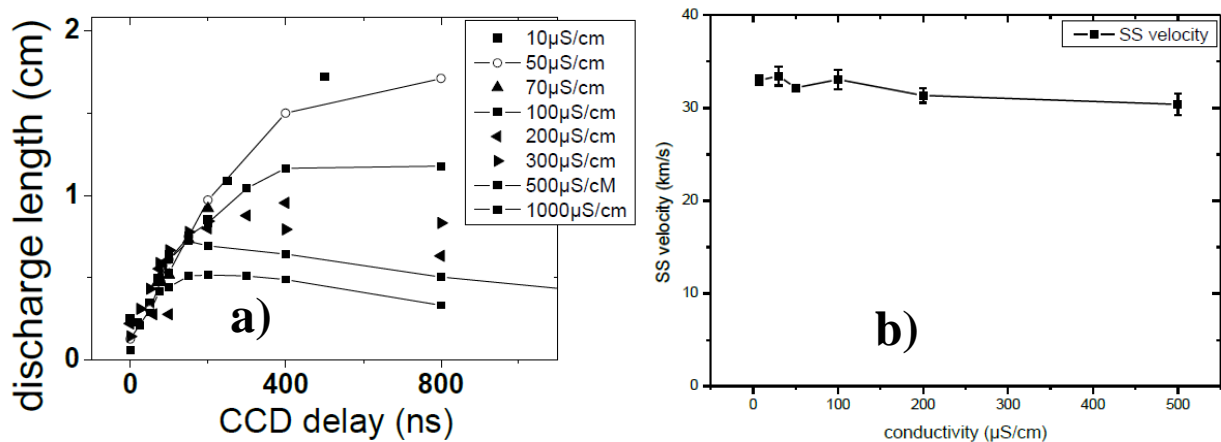 discharge length (cm)
2
1
0
10µS/cm
50µS/cm
70µS/cm
100µS/cm
200µS/cm
300µS/cm
500µS/cM
1000µS/cm
a)
0 400 800
CCD delay (ns)
SS velocity (km/s)
40
30
20
10
0
SS velocity
b)
0 100 200 300 400 500
conductivity (µS/cm)